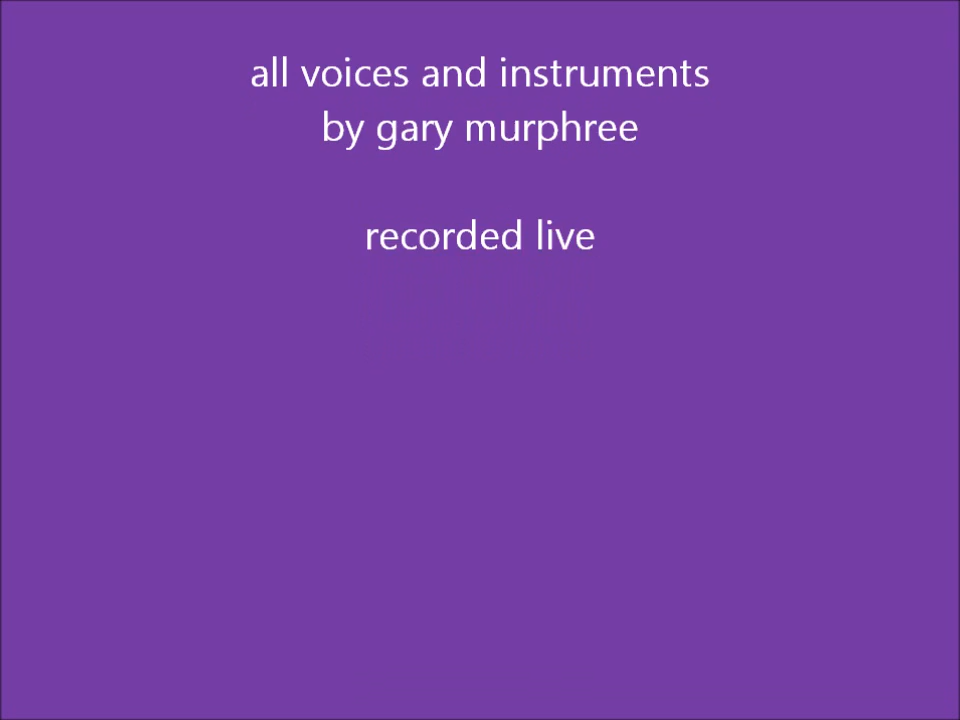 all voices and instruments
by gary murphree
recorded live